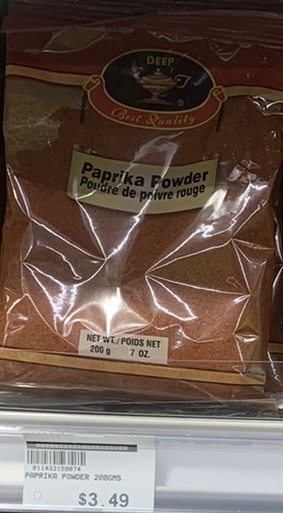 DEEP
®
Best Quality
Paprika Powder
Poudre de poivre rouge
NET WT./POIDS NET
200 g 7 OZ.
011433159874
PAPRIKA POWDER 200GMS
$3.49